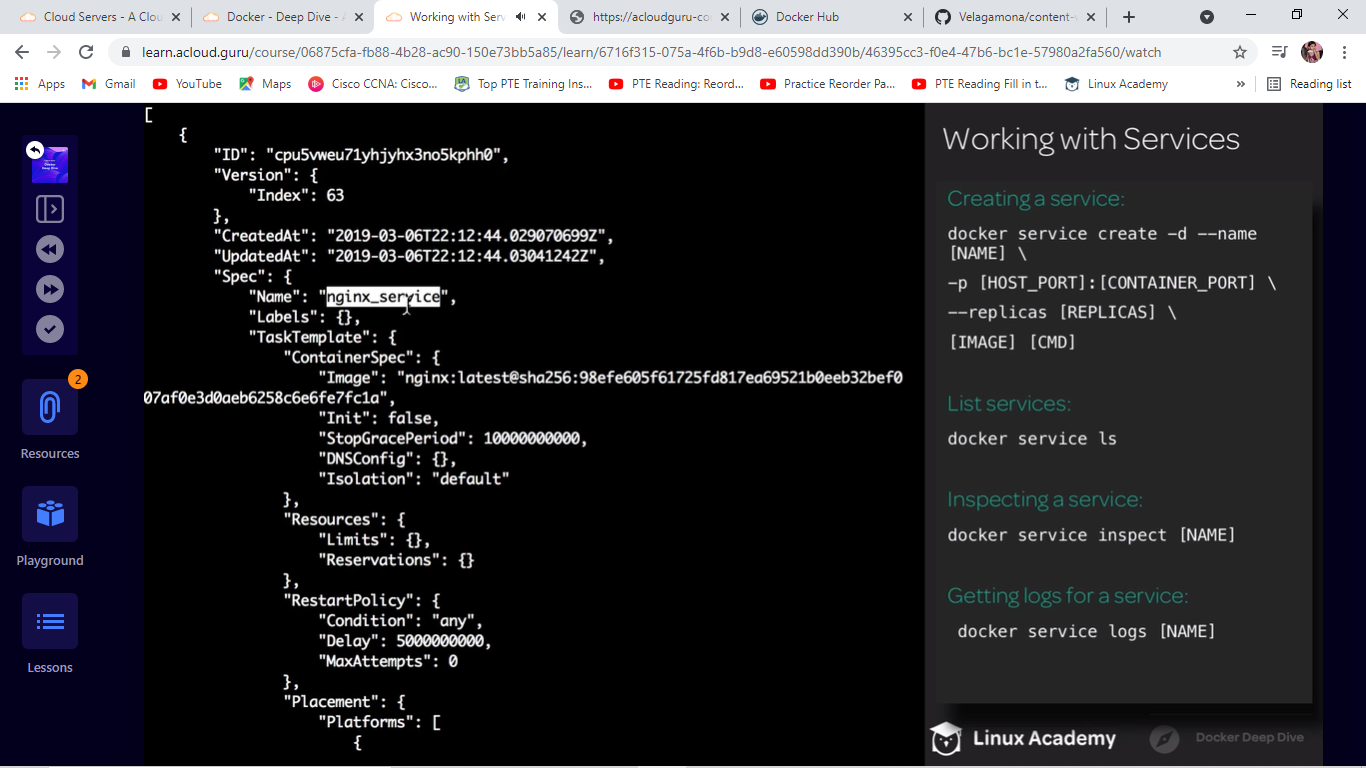 Cloud Servers - A Clou
Docker - Deep Dive - A
Working with Serv
https://acloudguru-co
Docker Hub
Velagamona/content-
learn.acloud.guru/course/06875cfa-fb88-4b28-ac90-150e73bb5a85/learn/6716f315-075a-4f6b-b9d8-e60598dd390b/46395cc3-f0e4-47b6-bc1e-57980a2fa560/watch
Apps
Gmail
YouTube
Maps
Cisco CCNA: Cisco...
Top PTE Training Ins...
PTE Reading: Reord...
Practice Reorder Pa...
PTE Reading Fill in t...
Linux Academy
»
Reading list
2
Resources
Playground
Lessons
[
{
"ID": "cpu5vweu71yhjyhx3no5kphh0",
"Version": {
"Index": 63
},
"CreatedAt": "2019-03-06T22:12:44.029070699Z",
"UpdatedAt": "2019-03-06T22:12:44.03041242Z",
"Spec": {
"Name": "nginx_service",
"Labels": {},
"TaskTemplate": {
"ContainerSpec": {
"Image": "nginx:latest@sha256:98efe605f61725fd817ea69521b0eeb32bef0
07af0e3d0aeb6258c6e6fe7fc1a",
"Init": false,
"StopGracePeriod": 10000000000,
"DNSConfig": {},
"Isolation": "default"
},
"Resources": {
"Limits": {},
"Reservations": {}
},
"RestartPolicy": {
"Condition": "any",
"Delay": 5000000000,
"MaxAttempts": 0
},
"Placement": {
"Platforms": [
{
Working with Services
Creating a service:
docker service create -d --name
[NAME] \
-p [HOST_PORT]:[CONTAINER_PORT] \
--replicas [REPLICAS] \
[IMAGE] [CMD]
List services:
docker service ls
Inspecting a service:
docker service inspect [NAME]
Getting logs for a service:
docker service logs [NAME]
Linux Academy
Docker Deep Dive